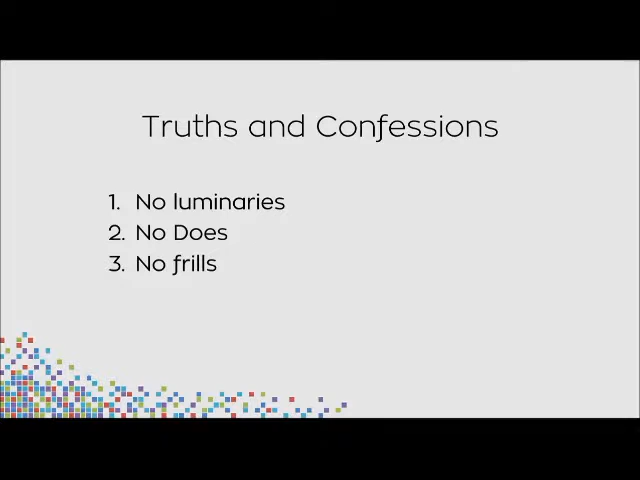 Truths and Confessions
1. No luminaries
2. No Does
3. No frills